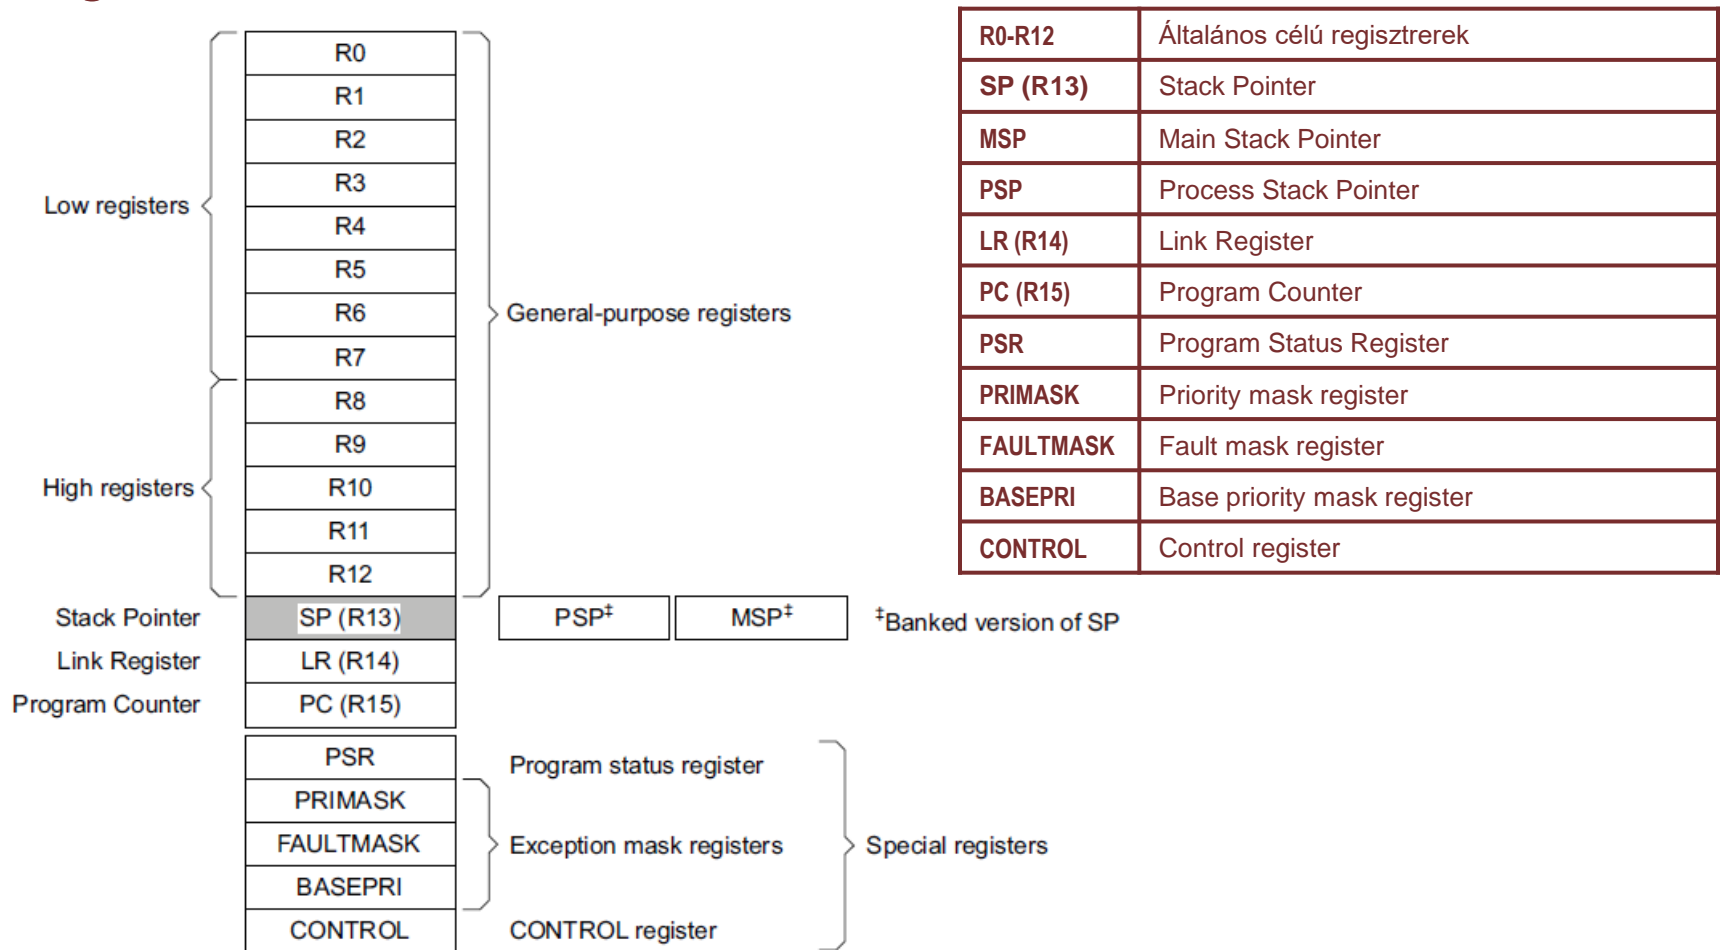 R0
R1
R2
R3
Low registers
R4
R5
R6
General-purpose registers
R7
R8
R9
High registers
R10
R11
R12
Stack Pointer
SP (R13)
PSP‡
MSP‡
‡Banked version of SP
Link Register
LR (R14)
Program Counter
PC (R15)
PSR
Program status register
PRIMASK
FAULTMASK
Exception mask registers
Special registers
BASEPRI
CONTROL
CONTROL register
R0-R12 Általános célú regisztrerek
SP (R13) Stack Pointer
MSP Main Stack Pointer
PSP Process Stack Pointer
LR (R14) Link Register
PC (R15) Program Counter
PSR Program Status Register
PRIMASK Priority mask register
FAULTMASK Fault mask register
BASEPRI Base priority mask register
CONTROL Control register